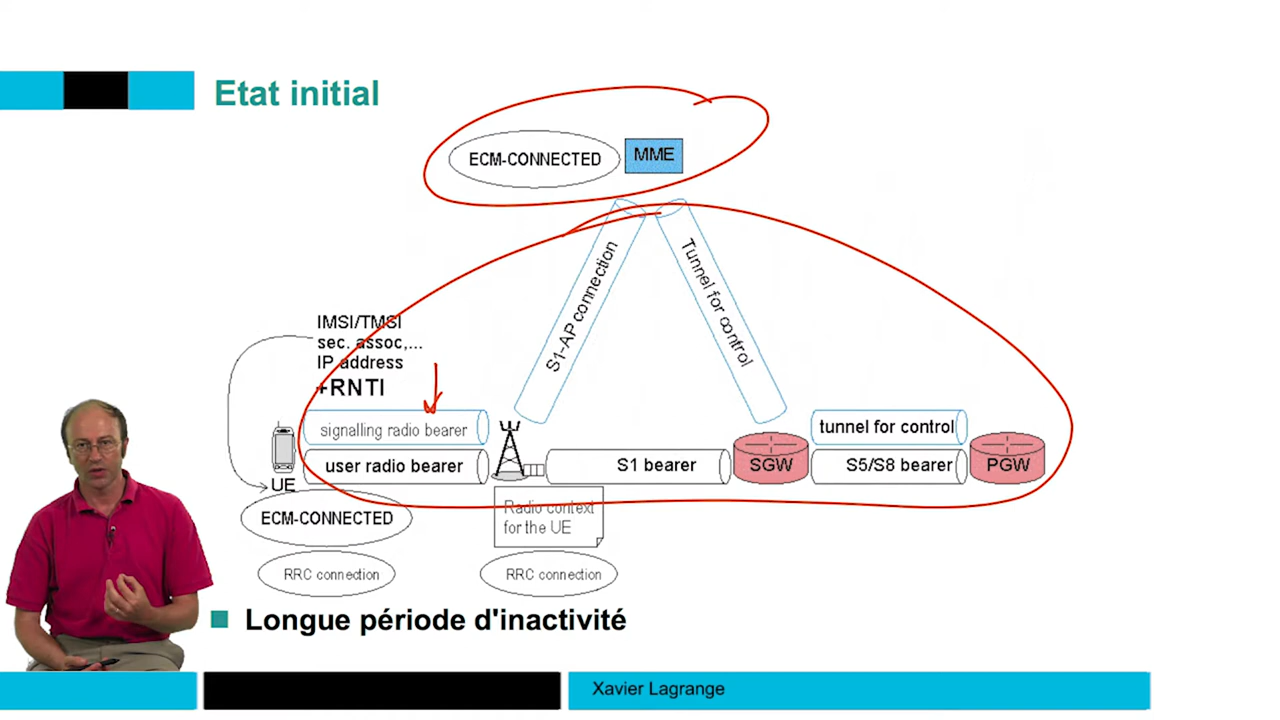 Etat initial
ECM-CONNECTED
MME
S1-AP connection
Tunnel for control
IMSI/TMSI
sec. assoc,...
IP address
+RNTI
signalling radio bearer
user radio bearer
S1 bearer
SGW
tunnel for control
S5/S8 bearer
PGW
UE
ECM-CONNECTED
Radio context
for the UE
RRC connection
RRC connection
Longue période d'inactivité
Xavier Lagrange